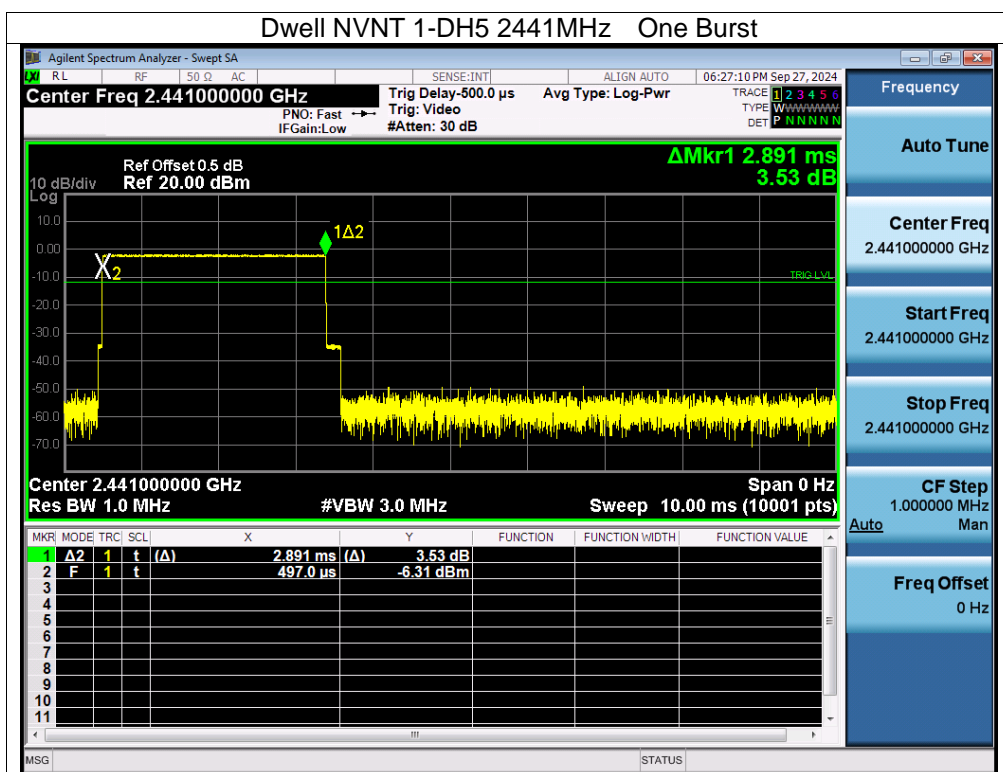 Dwell NVNT 1-DH5 2441MHz One Burst
Agilent Spectrum Analyzer - Swept SA
LXI RL RF 50 Ω AC SENSE:INT ALIGN AUTO 06:27:10 PM Sep 27, 2024
Center Freq 2.441000000 GHz
PNO: Fast
IFGain:Low
Trig Delay-500.0 µs
Trig: Video
#Atten: 30 dB
Avg Type: Log-Pwr
TRACE 1 2 3 4 5 6
TYPE WWWWWW
DET P N N N N N
Frequency
Auto Tune
Center Freq
2.441000000 GHz
Start Freq
2.441000000 GHz
Stop Freq
2.441000000 GHz
CF Step
1.000000 MHz
Auto Man
Freq Offset
0 Hz
ΔMkr1 2.891 ms
3.53 dB
Ref Offset 0.5 dB
10 dB/div Ref 20.00 dBm
Log
10.0
0.00
-10.0
-20.0
-30.0
-40.0
-50.0
-60.0
-70.0
1Δ2
X2
TRIG LVL
Center 2.441000000 GHz Span 0 Hz
Res BW 1.0 MHz #VBW 3.0 MHz Sweep 10.00 ms (10001 pts)
MKR MODE TRC SCL X Y FUNCTION FUNCTION WIDTH FUNCTION VALUE
1 Δ2 1 t (Δ) 2.891 ms (Δ) 3.53 dB
2 F 1 t 497.0 µs -6.31 dBm
3
4
5
6
7
8
9
10
11
MSG STATUS